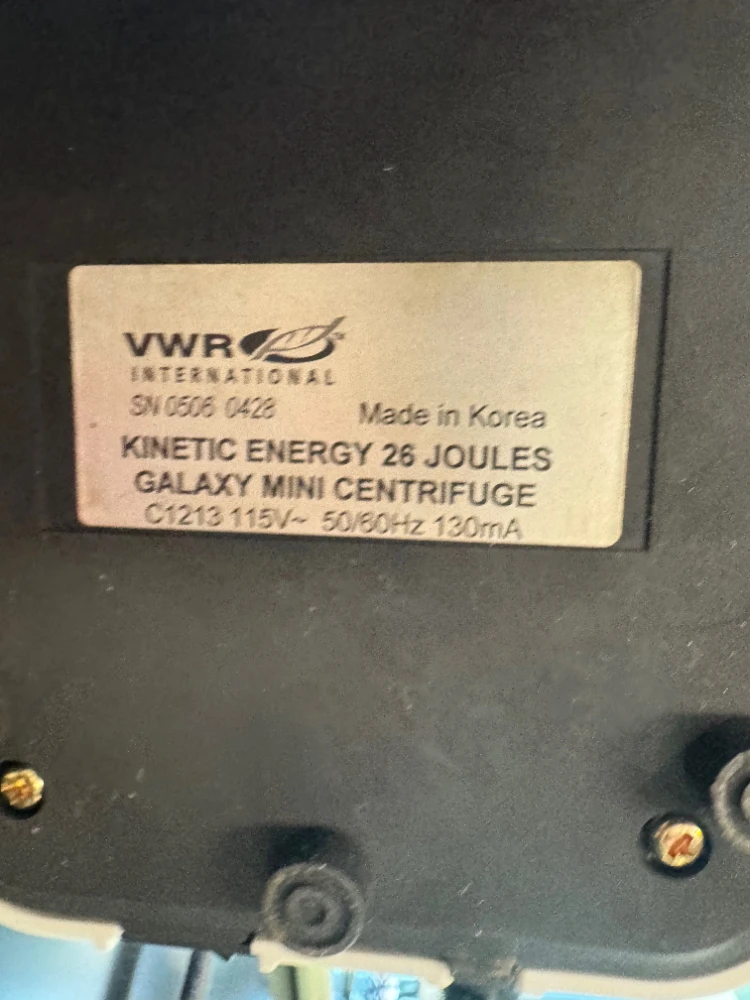 VWR
INTERNATIONAL
SN 0506 0428 Made in Korea
KINETIC ENERGY 26 JOULES
GALAXY MINI CENTRIFUGE
C1213 115V~ 50/60Hz 130mA